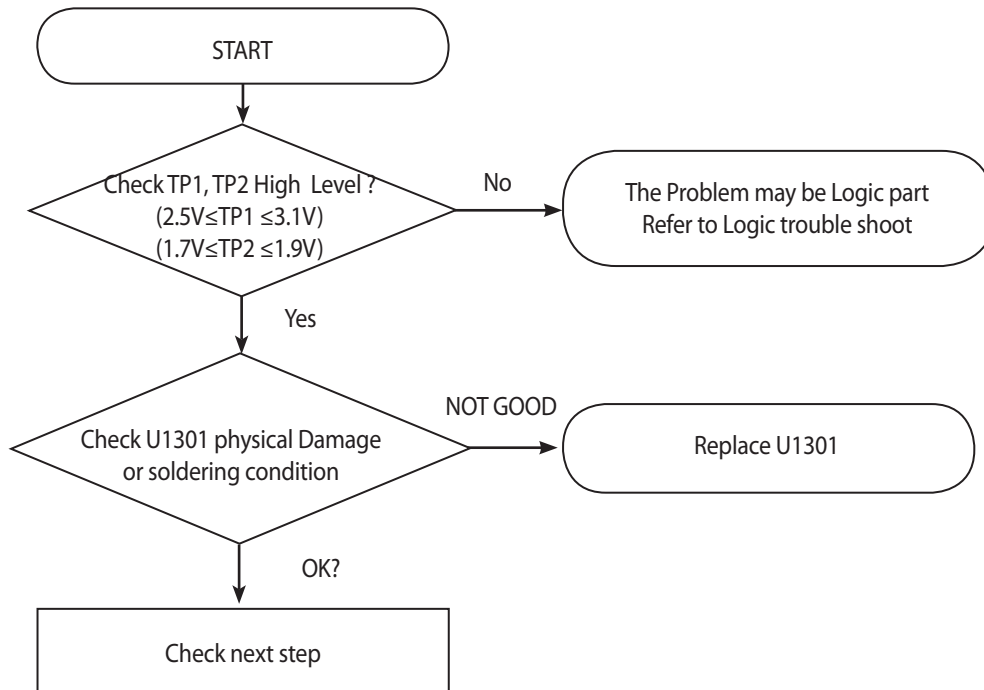 START
Check TP1, TP2 High Level ?
(2.5V≤TP1 ≤3.1V)
(1.7V≤TP2 ≤1.9V)
No
The Problem may be Logic part
Refer to Logic trouble shoot
Yes
Check U1301 physical Damage
or soldering condition
NOT GOOD
Replace U1301
OK?
Check next step